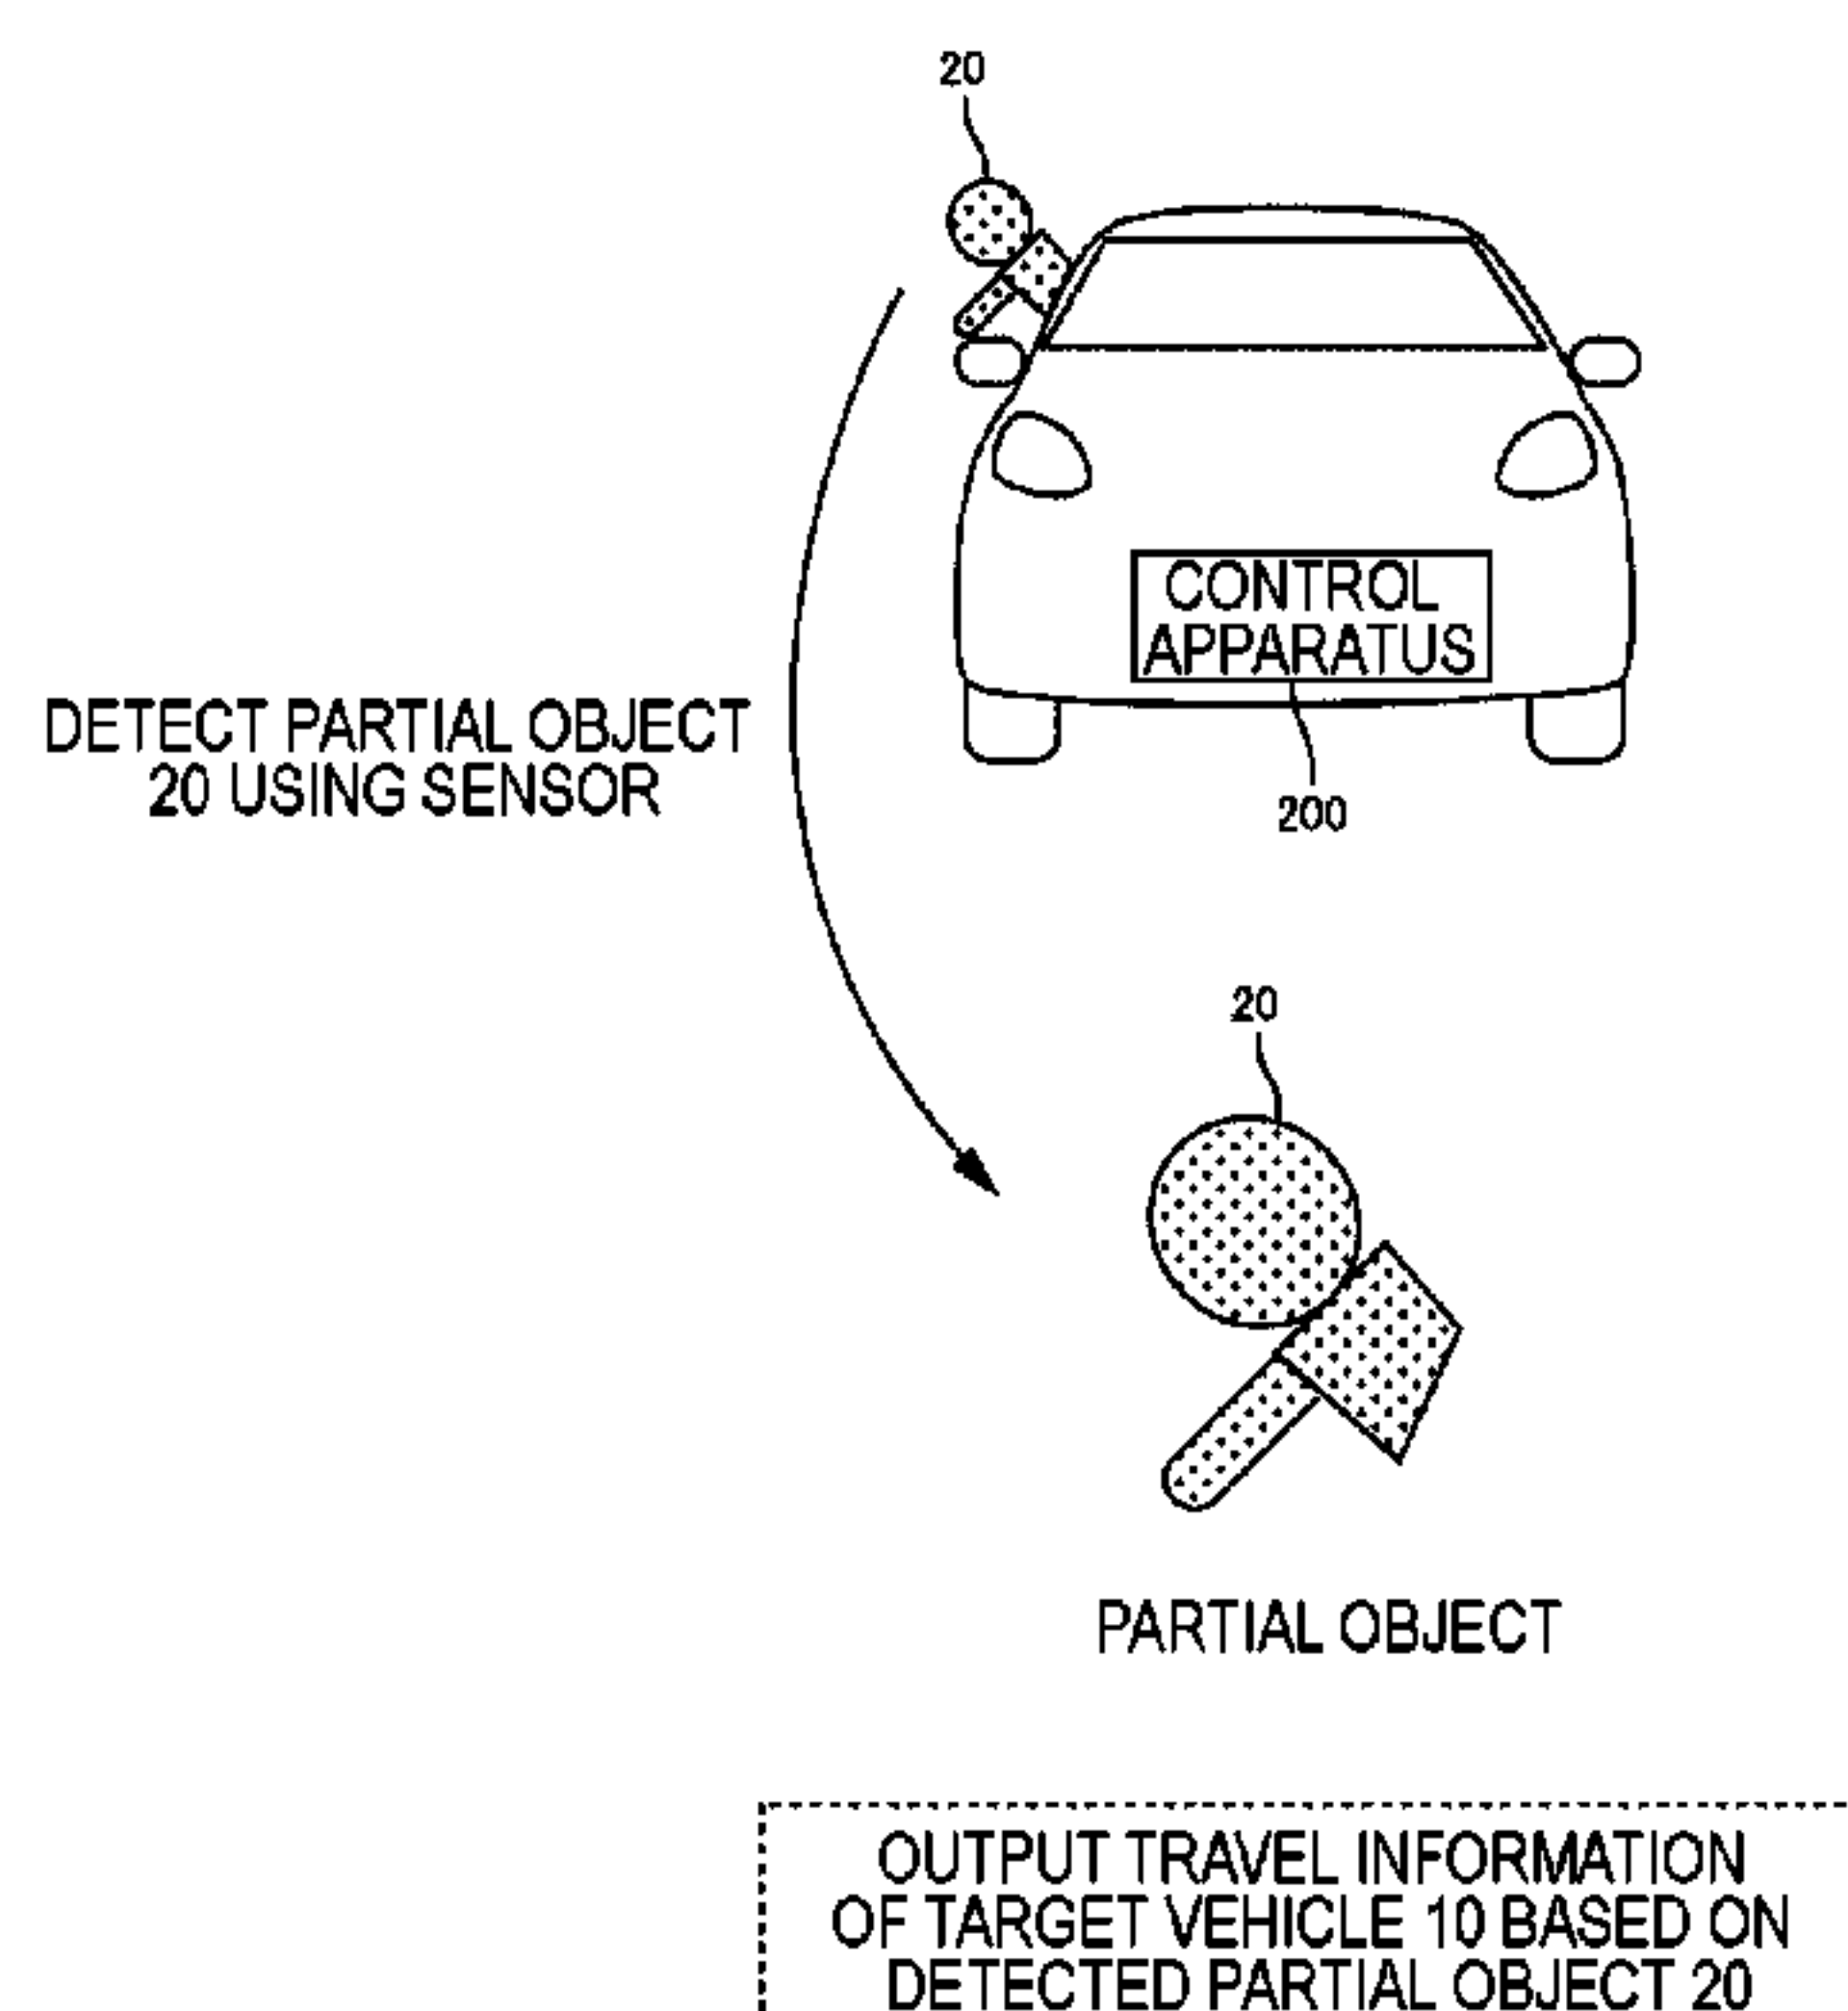 20
CONTROL
APPARATUS
DETECT PARTIAL OBJECT
20 USING SENSOR
200
20
PARTIAL OBJECT
OUTPUT TRAVEL INFORMATION
OF TARGET VEHICLE 10 BASED ON
DETECTED PARTIAL OBJECT 20